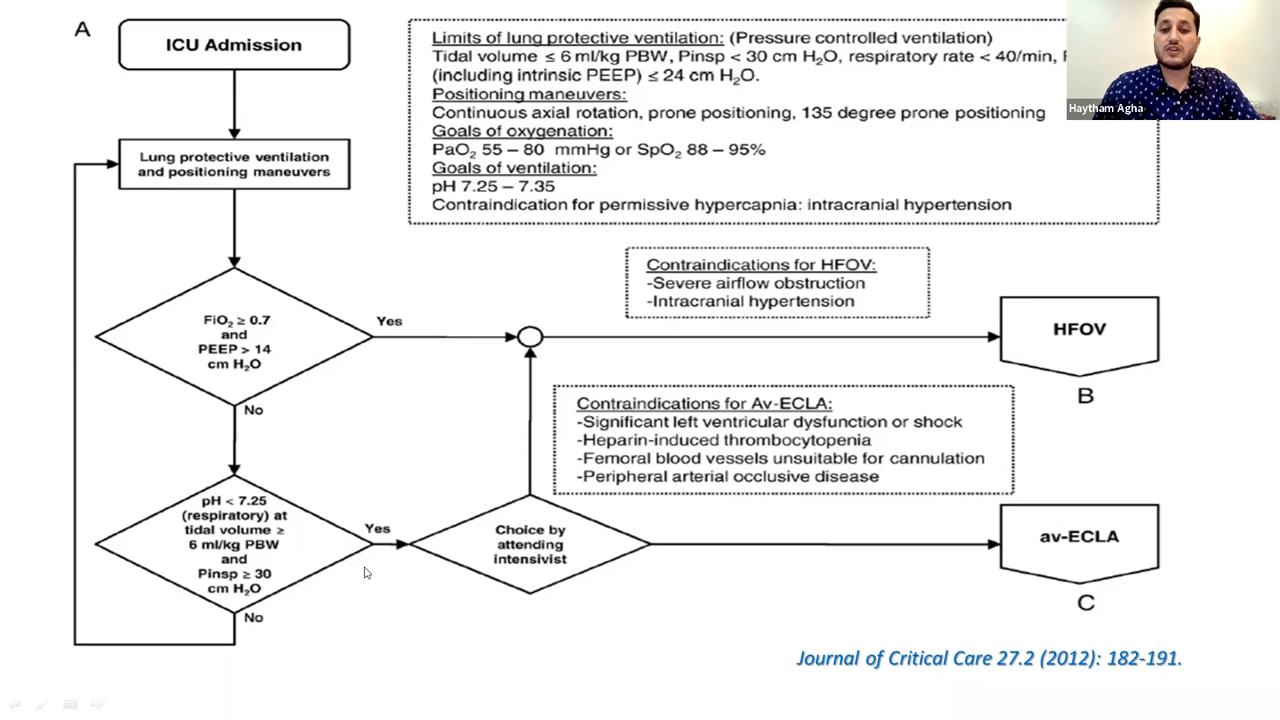 A
ICU Admission
Limits of lung protective ventilation: (Pressure controlled ventilation)
Tidal volume ≤ 6 ml/kg PBW, Pinsp < 30 cm H₂O, respiratory rate < 40/min,
(including intrinsic PEEP) ≤ 24 cm H₂O.
Positioning maneuvers:
Continuous axial rotation, prone positioning, 135 degree prone positioning
Goals of oxygenation:
PaO₂ 55 – 80 mmHg or SpO₂ 88 – 95%
Goals of ventilation:
pH 7.25 – 7.35
Contraindication for permissive hypercapnia: intracranial hypertension
Haytham Agha
Lung protective ventilation
and positioning maneuvers
Contraindications for HFOV:
-Severe airflow obstruction
-Intracranial hypertension
FiO₂ ≥ 0.7
and
PEEP > 14
cm H₂O
Yes
No
HFOV
B
Contraindications for Av-ECLA:
-Significant left ventricular dysfunction or shock
-Heparin-induced thrombocytopenia
-Femoral blood vessels unsuitable for cannulation
-Peripheral arterial occlusive disease
pH < 7.25
(respiratory) at
tidal volume ≥
6 ml/kg PBW
and
Pinsp ≥ 30
cm H₂O
Yes
No
Choice by
attending
intensivist
av-ECLA
C
Journal of Critical Care 27.2 (2012): 182-191.